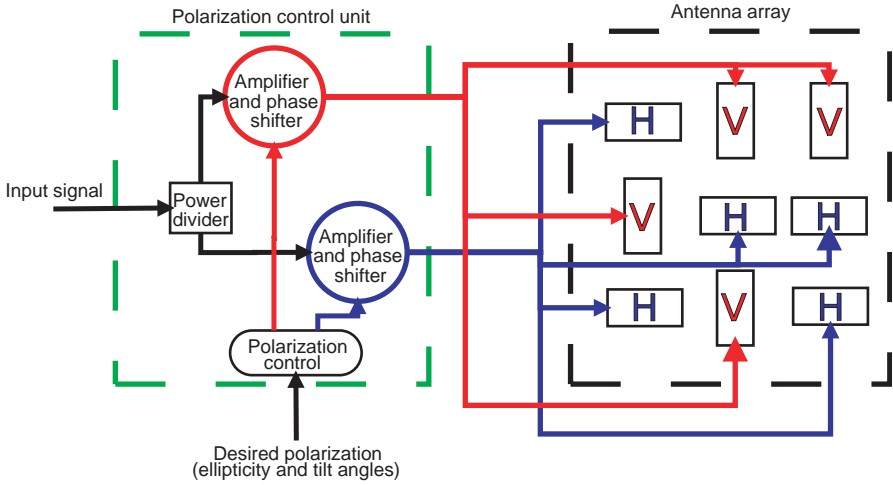 Polarization control unit
Antenna array
Amplifier
and phase
shifter
H
V
V
Input signal
Power
divider
V
H
H
Amplifier
and phase
shifter
H
V
H
Polarization
control
Desired polarization
(ellipticity and tilt angles)